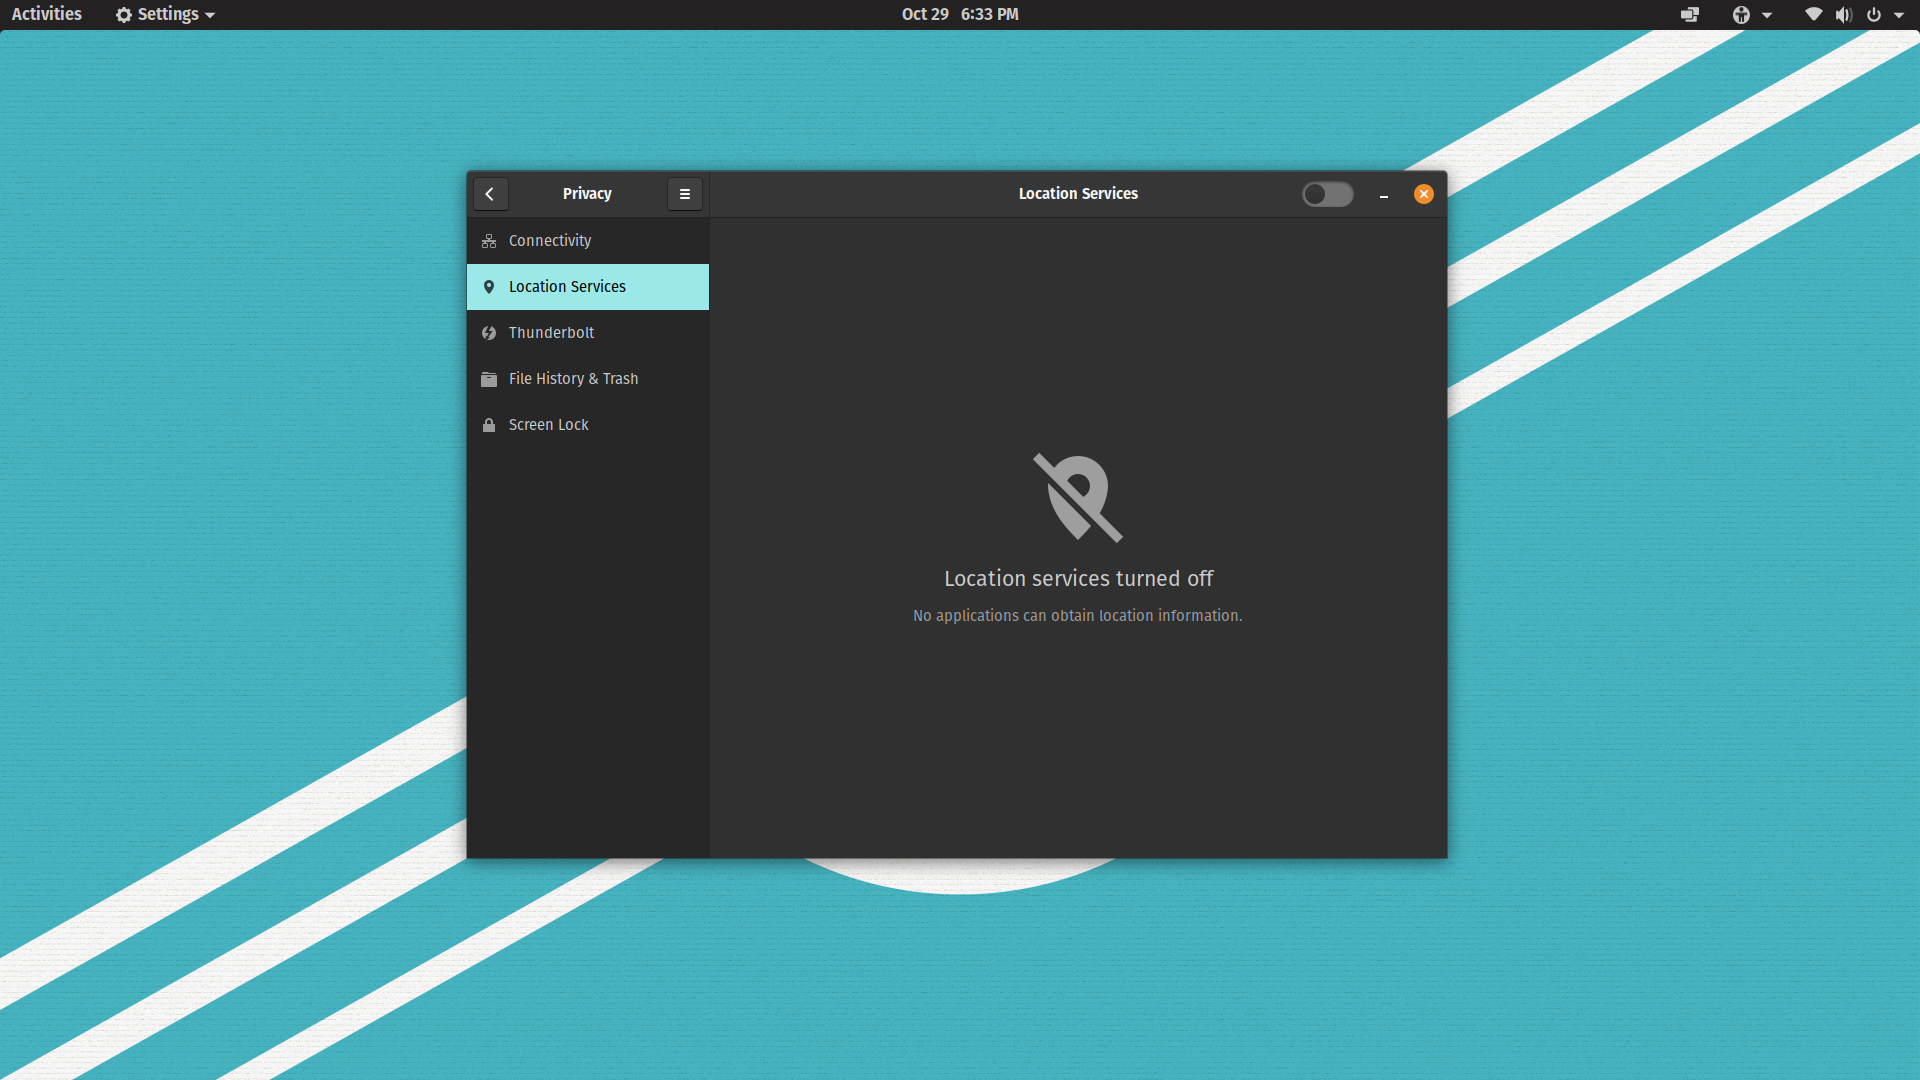 Activities
Settings
Oct 29 6:33 PM
Privacy
Location Services
Connectivity
Location Services
Thunderbolt
File History & Trash
Screen Lock
Location services turned off
No applications can obtain location information.